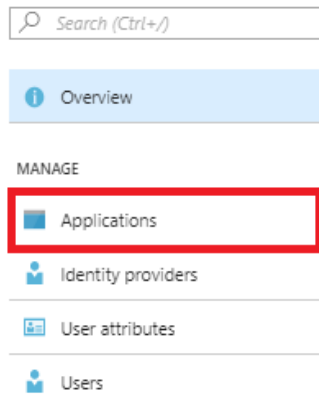 Search (Ctrl+/)
Overview
MANAGE
Applications
Identity providers
User attributes
Users